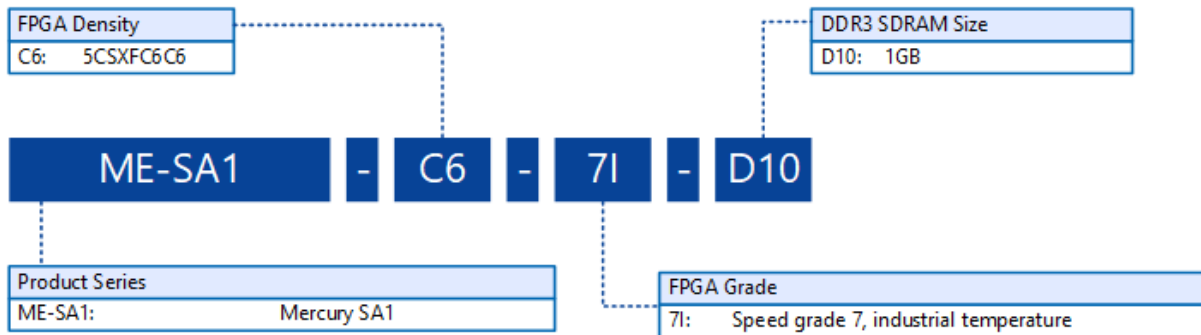 FPGA Density
C6: 5CSXFC6C6
DDR3 SDRAM Size
D10: 1GB
ME-SA1 - C6 - 7I - D10
Product Series
ME-SA1: Mercury SA1
FPGA Grade
7I: Speed grade 7, industrial temperature